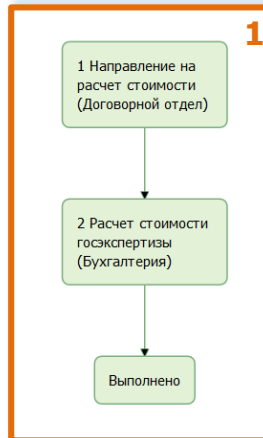 1
1 Направление на
расчет стоимости
(Договорной отдел)
2 Расчет стоимости
госэкспертизы
(Бухгалтерия)
Выполнено